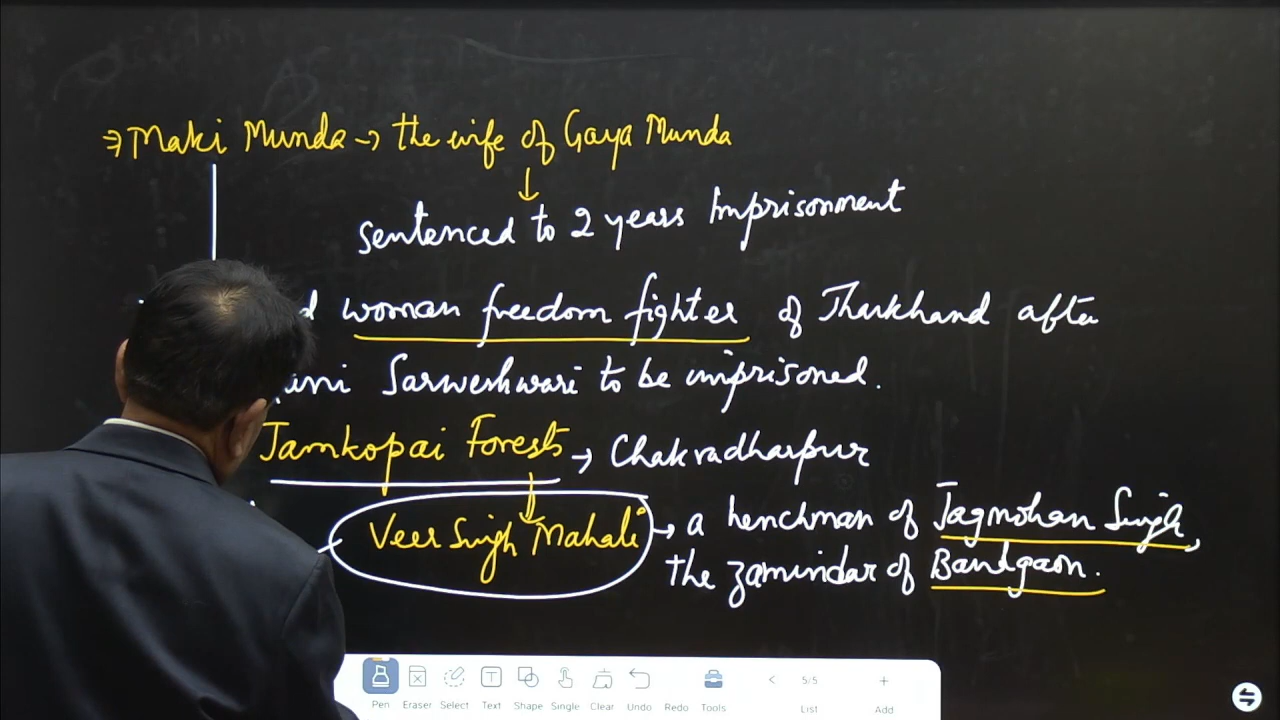 ⇒ Maki Munda → the wife of Gaya Munda
↓
sentenced to 2 years Imprisonment
woman freedom fighter of Jharkhand after
Sarweshwari to be imprisoned.
Jamkopai Forests → Chakradharpur
↓
Veer Singh Mahali → a henchman of Jagmohan Singh,
the zamindar of Bandgaon.
Pen Eraser Select Text Shape Single Clear Undo Redo Tools < 5/5 List + Add